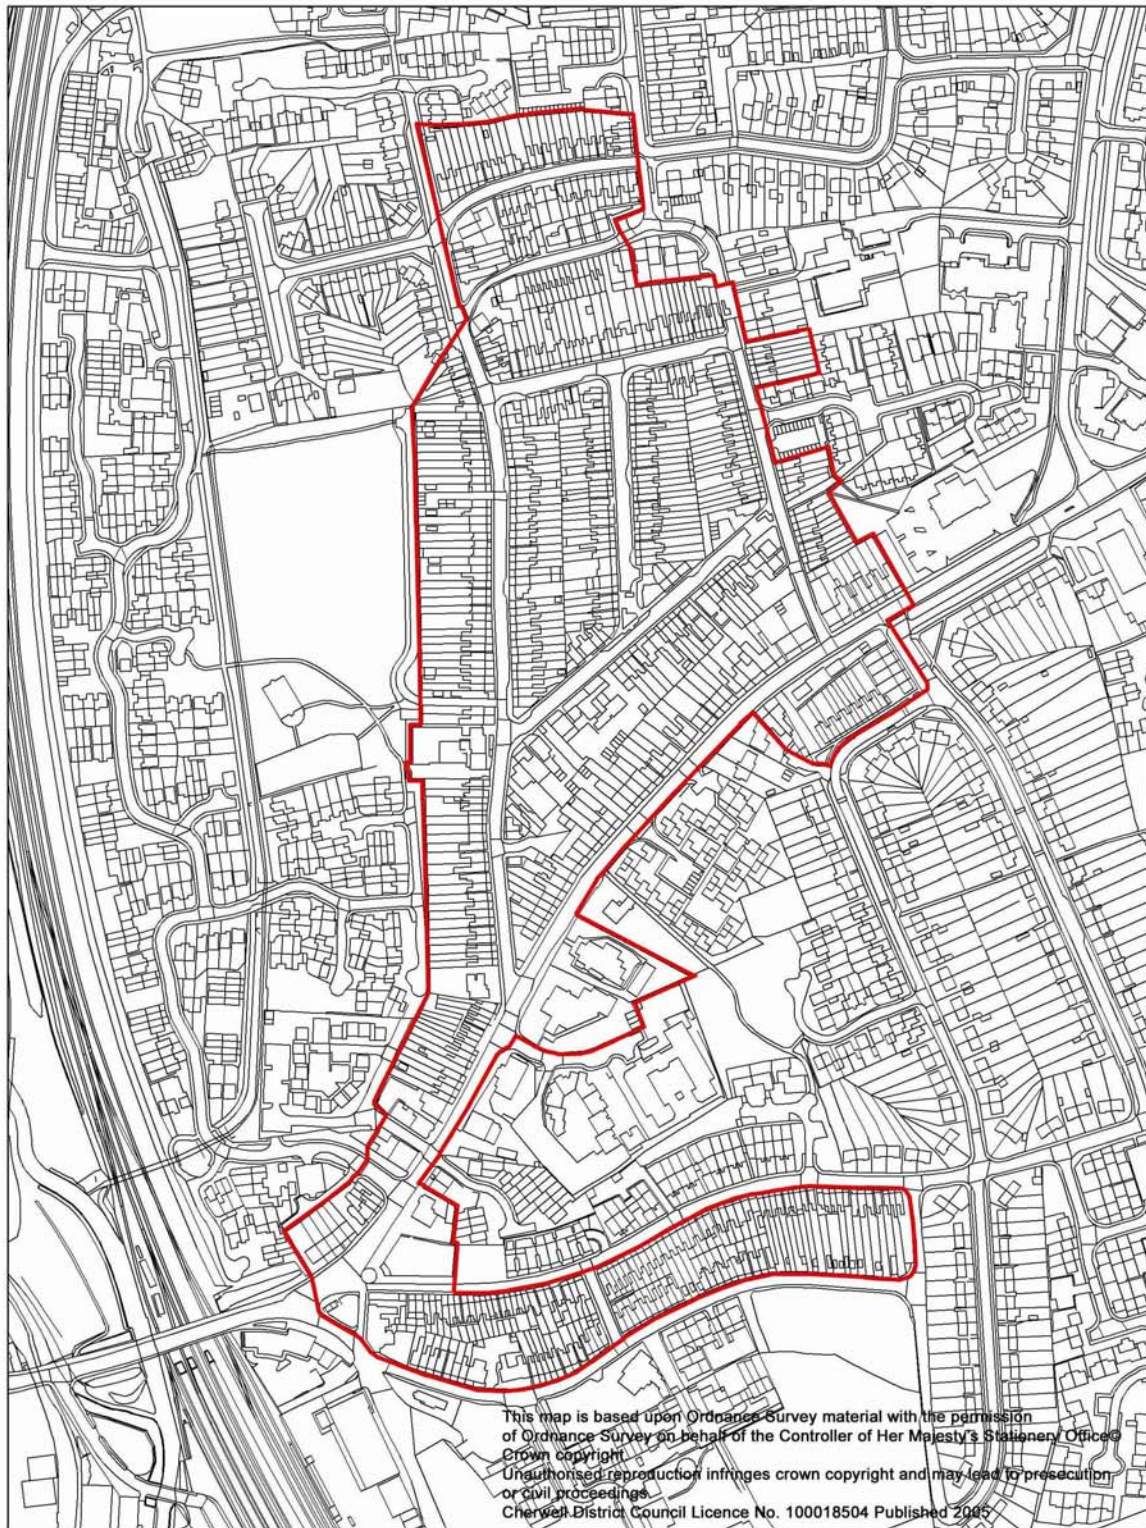 This map is based upon Ordnance Survey material with the permission
of Ordnance Survey on behalf of the Controller of Her Majesty's Stationery Office©
Crown copyright
Unauthorised reproduction infringes crown copyright and may lead to prosecution
or civil proceedings.
Cherwell District Council Licence No. 100018504 Published 2005